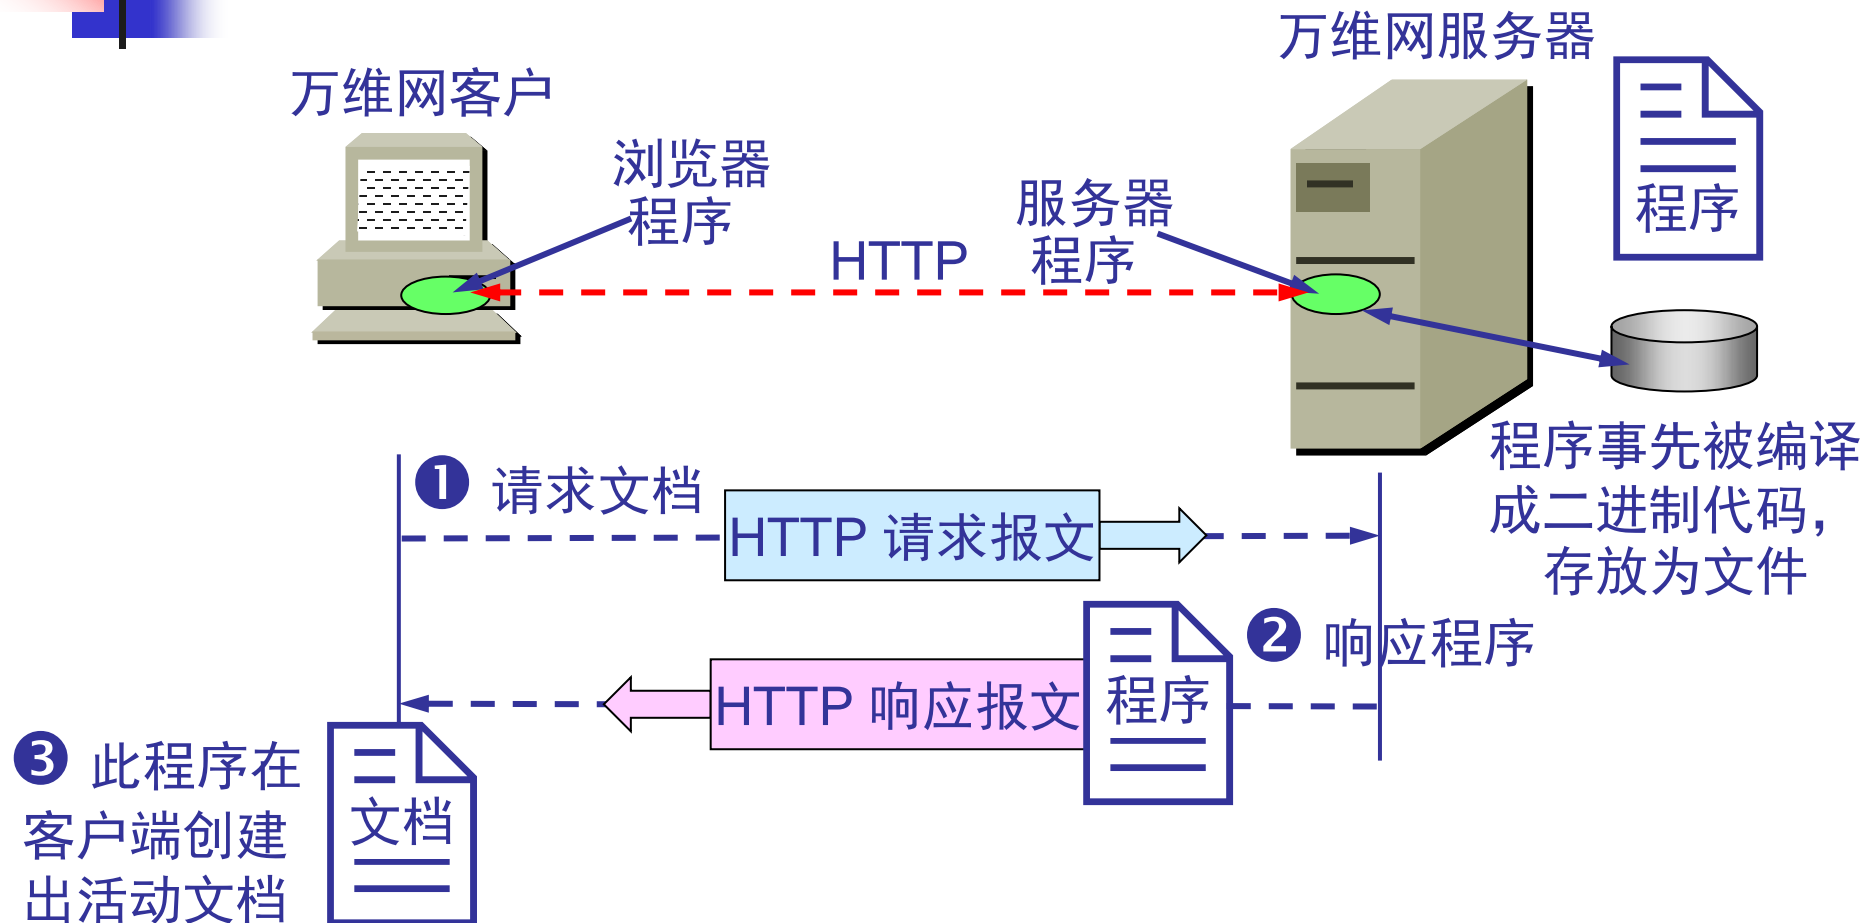 万维网服务器
万维网客户
浏览器
程序
服务器
程序
HTTP
程序
程序事先被编译
成二进制代码,
存放为文件
❶ 请求文档
HTTP 请求报文
❷ 响应程序
HTTP 响应报文
程序
❸ 此程序在
客户端创建
出活动文档
文档